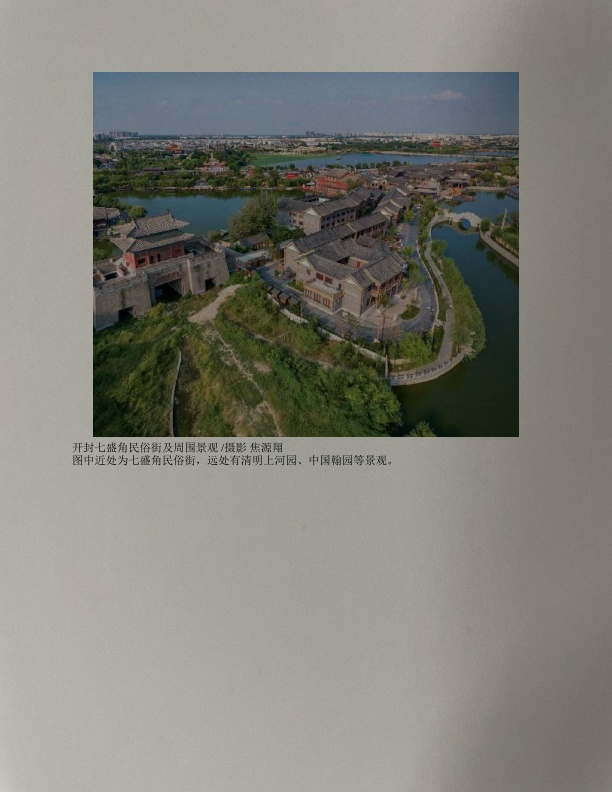 开封七盛角民俗街及周围景观 /摄影 焦源翔
图中近处为七盛角民俗街，远处有清明上河园、中国翰园等景观。